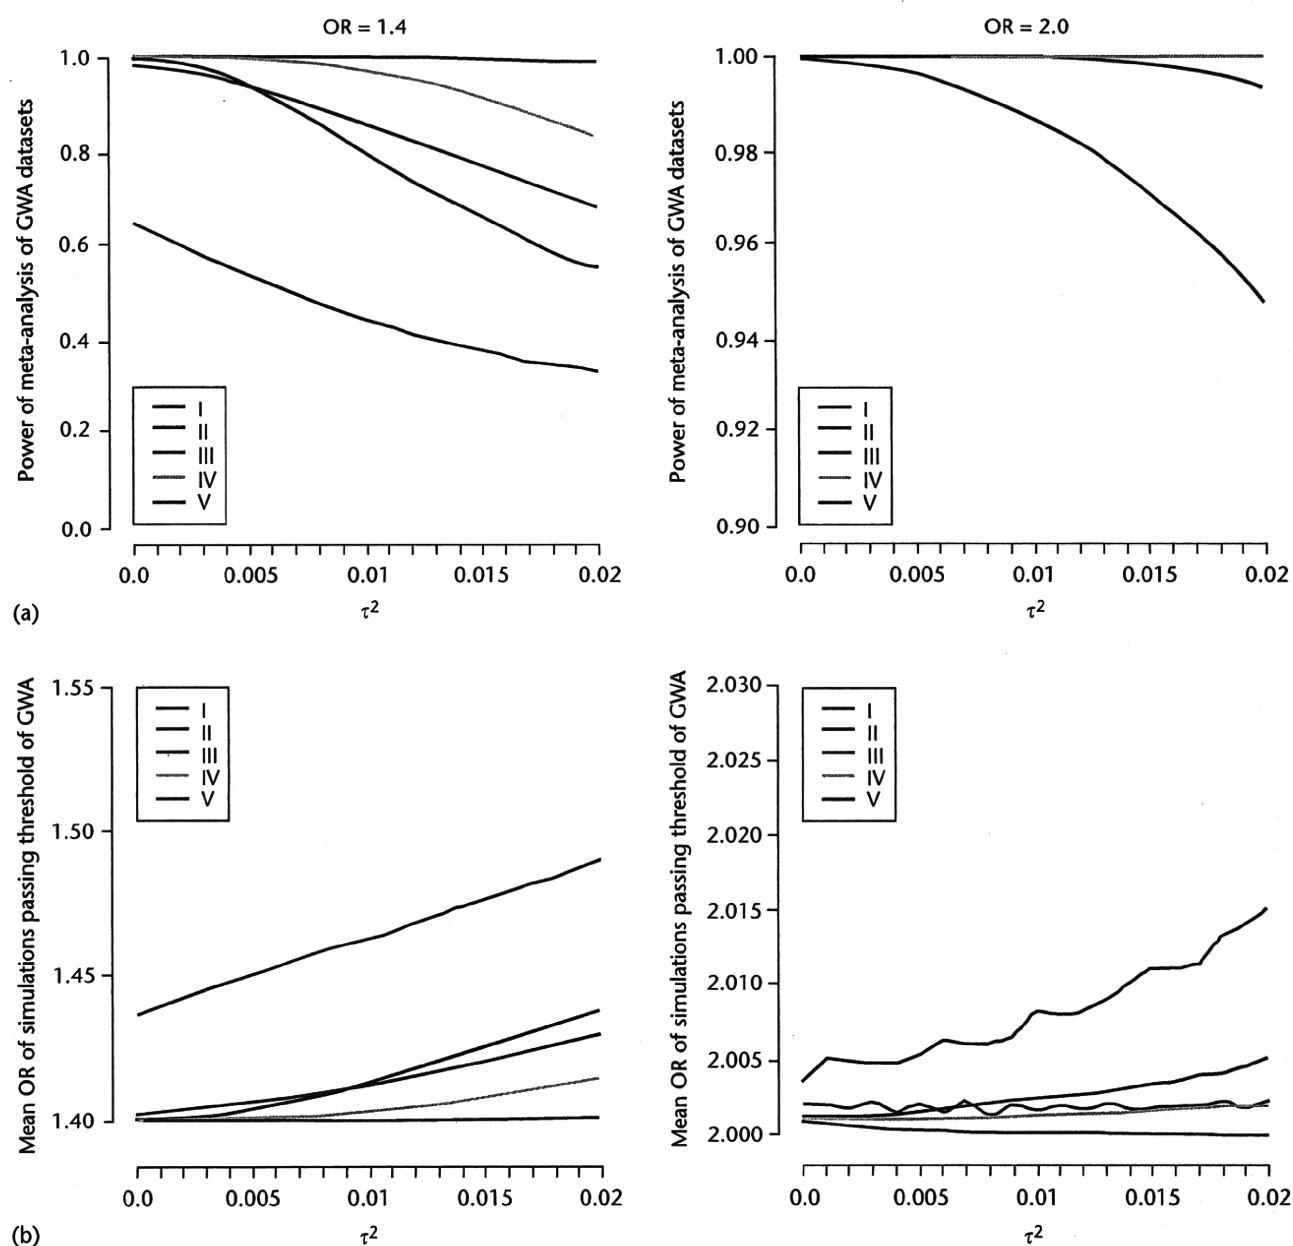 OR = 1.4
Power of meta-analysis of GWA datasets
1.0
0.8
0.6
0.4
0.2
0.0
I
II
III
IV
V
0.0 0.005 0.01 0.015 0.02
τ2
(a)
OR = 2.0
Power of meta-analysis of GWA datasets
1.00
0.98
0.96
0.94
0.92
0.90
I
II
III
IV
V
0.0 0.005 0.01 0.015 0.02
τ2
Mean OR of simulations passing threshold of GWA
1.55
1.50
1.45
1.40
I
II
III
IV
V
0.0 0.005 0.01 0.015 0.02
τ2
(b)
Mean OR of simulations passing threshold of GWA
2.030
2.025
2.020
2.015
2.010
2.005
2.000
I
II
III
IV
V
0.0 0.005 0.01 0.015 0.02
τ2